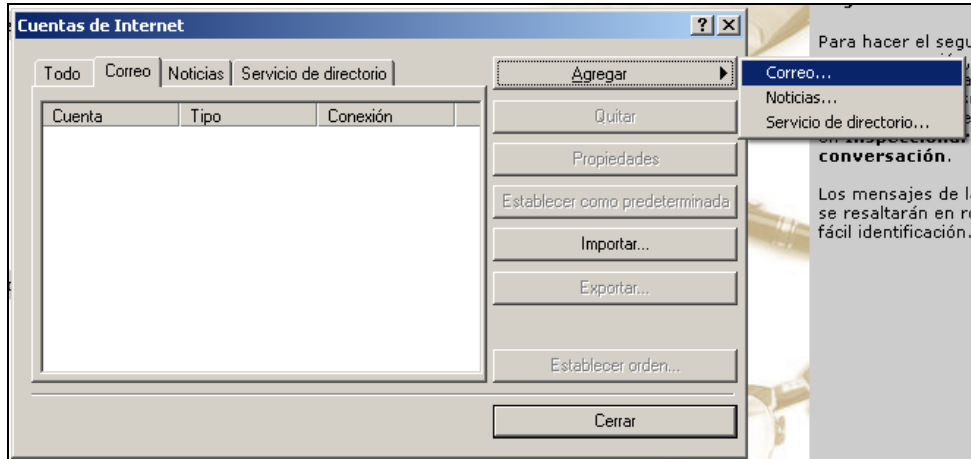 Cuentas de Internet
Todo Correo Noticias Servicio de directorio
Cuenta Tipo Conexión
Agregar
Quitar
Propiedades
Establecer como predeterminada
Importar...
Exportar...
Establecer orden...
Cerrar
Correo...
Noticias...
Servicio de directorio...
Para hacer el segu
conversación.
Los mensajes de l
se resaltarán en r
fácil identificación.